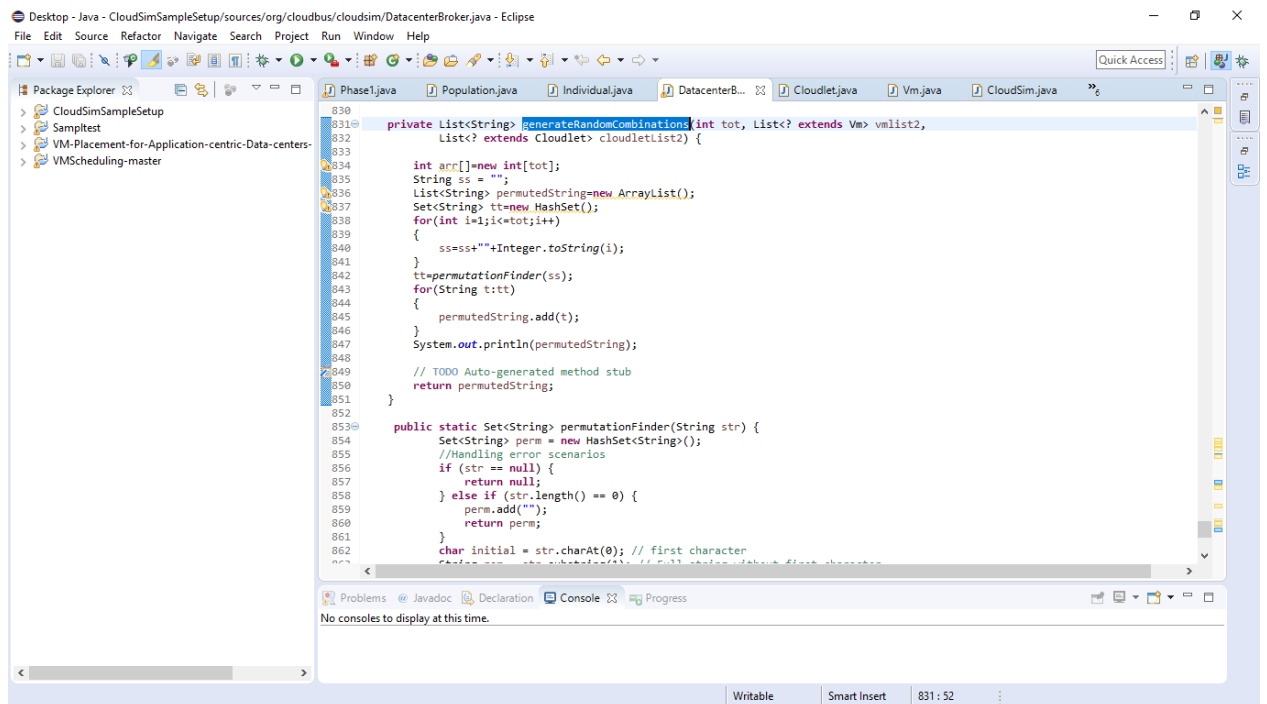 Desktop - Java - CloudSimSampleSetup/sources/org/cloudbus/cloudsim/DatacenterBroker.java - Eclipse
File Edit Source Refactor Navigate Search Project Run Window Help
Quick Access
Package Explorer
CloudSimSampleSetup
Sampltest
VM-Placement-for-Application-centric-Data-centers-
VMScheduling-master
Phase1.java Population.java Individual.java DatacenterB... Cloudlet.java Vm.java CloudSim.java »6
830
831 private List<String> generateRandomCombinations(int tot, List<? extends Vm> vmlist2,
832 List<? extends Cloudlet> cloudletList2) {
833
834 int arr[]=new int[tot];
835 String ss = "";
836 List<String> permutedString=new ArrayList();
837 Set<String> tt=new HashSet();
838 for(int i=1;i<=tot;i++)
839 {
840 ss=ss+""+Integer.toString(i);
841 }
842 tt=permutationFinder(ss);
843 for(String t:tt)
844 {
845 permutedString.add(t);
846 }
847 System.out.println(permutedString);
848
849 // TODO Auto-generated method stub
850 return permutedString;
851 }
852
853 public static Set<String> permutationFinder(String str) {
854 Set<String> perm = new HashSet<String>();
855 //Handling error scenarios
856 if (str == null) {
857 return null;
858 } else if (str.length() == 0) {
859 perm.add("");
860 return perm;
861 }
862 char initial = str.charAt(0); // first character
Problems Javadoc Declaration Console Progress
No consoles to display at this time.
Writable Smart Insert 831 : 52